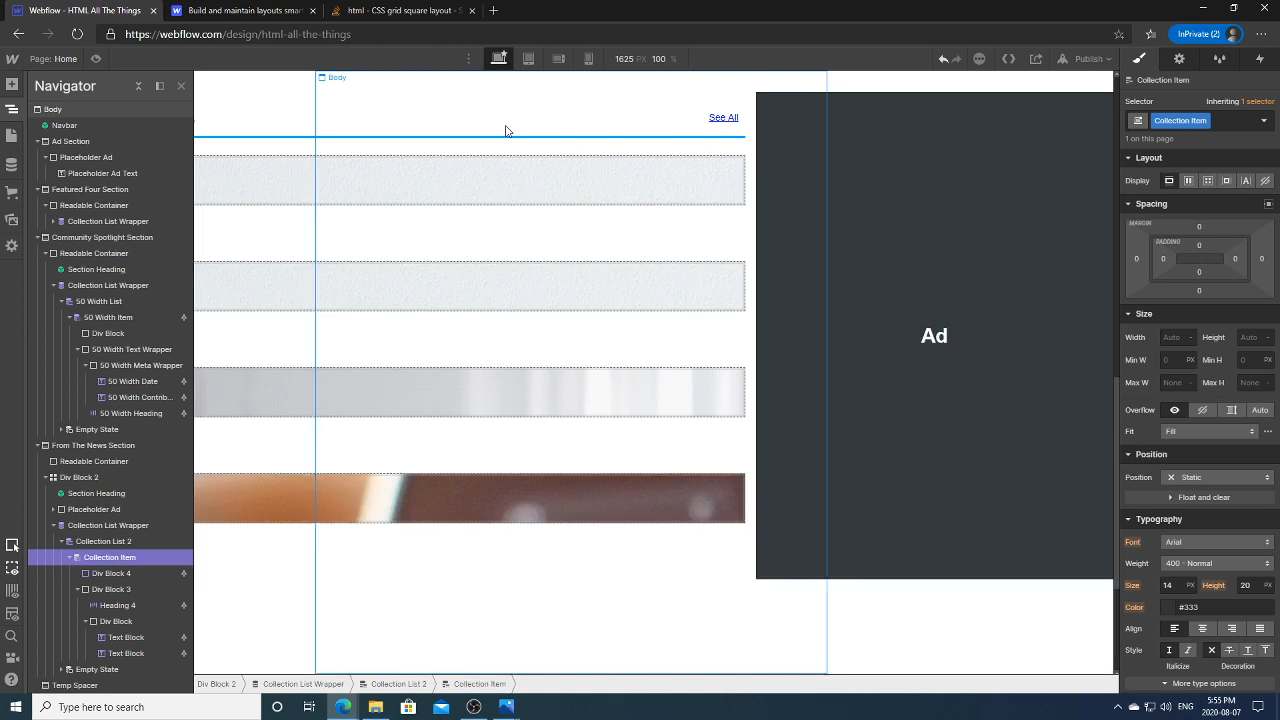 Webflow - HTML All The Things
Build and maintain layouts smar
html - CSS grid square layout - S
https://webflow.com/design/html-all-the-things
InPrivate (2)
Page: Home
1625 PX 100 %
Publish
Navigator
Body
Navbar
Ad Section
Placeholder Ad
Placeholder Ad Text
Featured Four Section
Readable Container
Collection List Wrapper
Community Spotlight Section
Readable Container
Section Heading
Collection List Wrapper
50 Width List
50 Width Item
Div Block
50 Width Text Wrapper
50 Width Meta Wrapper
50 Width Date
50 Width Contrib...
50 Width Heading
Empty State
From The News Section
Readable Container
Div Block 2
Section Heading
Placeholder Ad
Collection List Wrapper
Collection List 2
Collection Item
Div Block 4
Div Block 3
Heading 4
Div Block
Text Block
Text Block
Empty State
Temp Spacer
Body
See All
Ad
Div Block 2
Collection List Wrapper
Collection List 2
Collection Item
Collection Item
Selector
Inheriting 1 selector
Collection Item
1 on this page
Layout
Display
Spacing
MARGIN
0
PADDING
0
0 0 0 0
0
0
Size
Width Auto Height Auto
Min W 0 PX Min H 0 PX
Max W None Max H None
Overflow Auto
Fit Fill
Position
Position Static
Float and clear
Typography
Font Arial
Weight 400 - Normal
Size 14 PX Height 20 PX
Color #333
Align
Style
Italicize Decoration
More type options
Type here to search
ENG
5:55 PM
2020-08-07